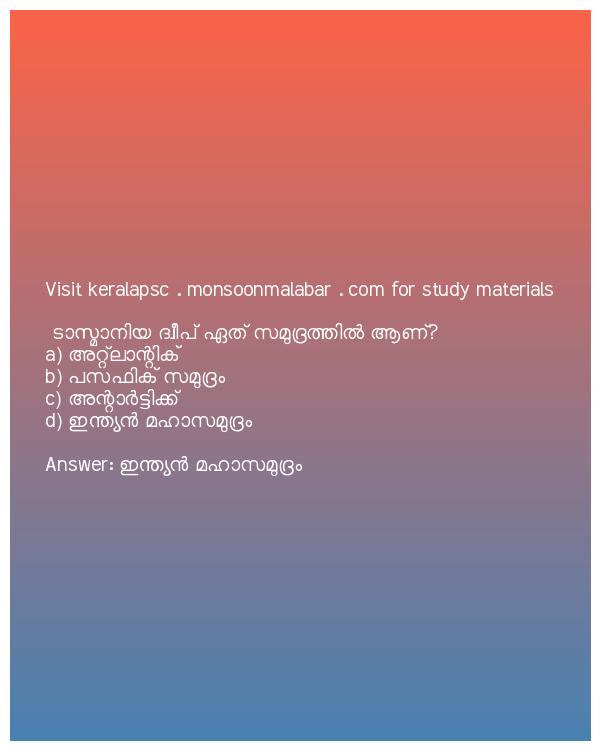 Visit keralapsc . monsoonmalabar . com for study materials
ടാസ്മാനിയ ദ്വീപ് ഏത് സമുദ്രത്തിൽ ആണ്?
a) അറ്റ്ലാന്റിക്
b) പസഫിക് സമുദ്രം
c) അന്റാർട്ടിക്ക്
d) ഇന്ത്യൻ മഹാസമുദ്രം
Answer: ഇന്ത്യൻ മഹാസമുദ്രം